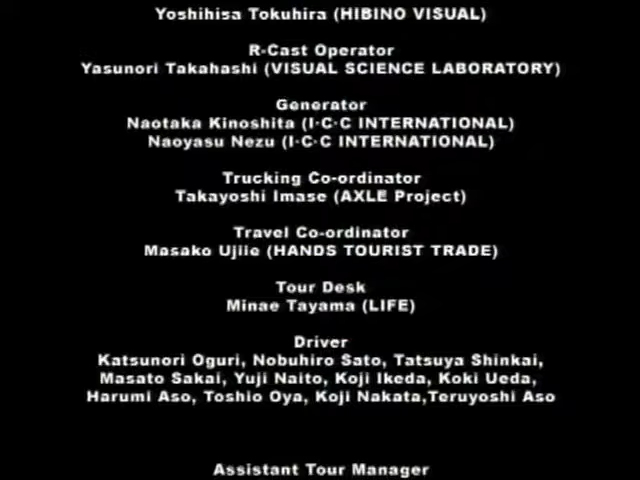 Yoshihisa Tokuhira (HIBINO VISUAL)
R-Cast Operator
Yasunori Takahashi (VISUAL SCIENCE LABORATORY)
Generator
Naotaka Kinoshita (I·C·C INTERNATIONAL)
Naoyasu Nezu (I·C·C INTERNATIONAL)
Trucking Co-ordinator
Takayoshi Imase (AXLE Project)
Travel Co-ordinator
Masako Ujiie (HANDS TOURIST TRADE)
Tour Desk
Minae Tayama (LIFE)
Driver
Katsunori Oguri, Nobuhiro Sato, Tatsuya Shinkai,
Masato Sakai, Yuji Naito, Koji Ikeda, Koki Ueda,
Harumi Aso, Toshio Oya, Koji Nakata,Teruyoshi Aso
Assistant Tour Manager